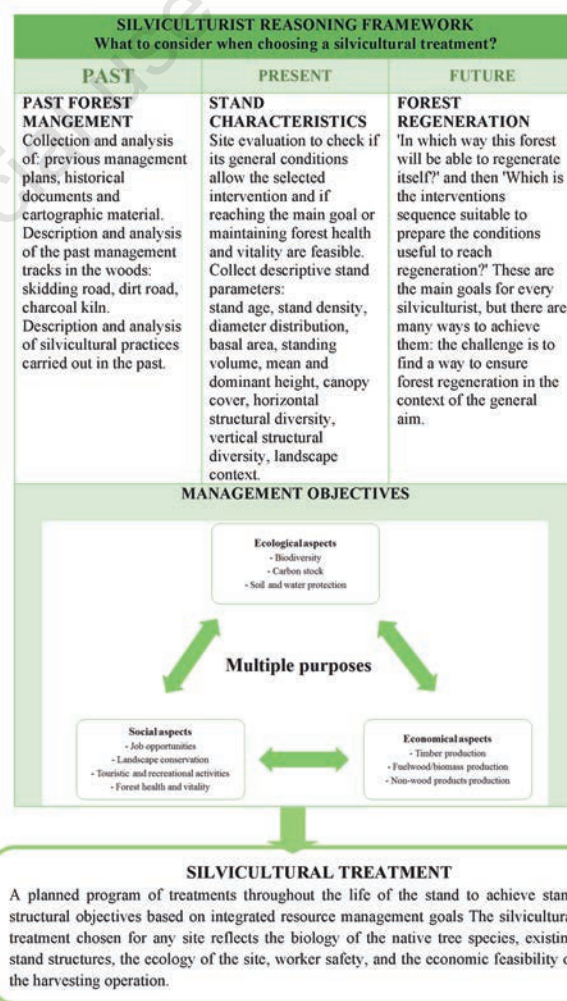 SILVICULTURIST REASONING FRAMEWORK
What to consider when choosing a silvicultural treatment?
PAST
PRESENT
FUTURE
PAST FOREST
MANGEMENT
Collection and analysis
of: previous management
plans, historical
documents and
cartographic material.
Description and analysis
of the past management
tracks in the woods:
skidding road, dirt road,
charcoal kiln.
Description and analysis
of silvicultural practices
carried out in the past.
STAND
CHARACTERISTICS
Site evaluation to check if
its general conditions
allow the selected
intervention and if
reaching the main goal or
maintaining forest health
and vitality are feasible.
Collect descriptive stand
parameters:
stand age, stand density,
diameter distribution,
basal area, standing
volume, mean and
dominant height, canopy
cover, horizontal
structural diversity,
vertical structural
diversity, landscape
context.
FOREST
REGENERATION
'In which way this forest
will be able to regenerate
itself?' and then 'Which is
the interventions
sequence suitable to
prepare the conditions
useful to reach
regeneration?' These are
the main goals for every
silviculturist, but there are
many ways to achieve
them: the challenge is to
find a way to ensure
forest regeneration in the
context of the general
aim.
MANAGEMENT OBJECTIVES
Ecological aspects
- Biodiversity
- Carbon stock
- Soil and water protection
Multiple purposes
Social aspects
- Job opportunities
- Landscape conservation
- Touristic and recreational activities
- Forest health and vitality
Economical aspects
- Timber production
- Fuelwood/biomass production
- Non-wood products production
SILVICULTURAL TREATMENT
A planned program of treatments throughout the life of the stand to achieve stan
structural objectives based on integrated resource management goals The silvicultura
treatment chosen for any site reflects the biology of the native tree species, existin
stand structures, the ecology of the site, worker safety, and the economic feasibility o
the harvesting operation.